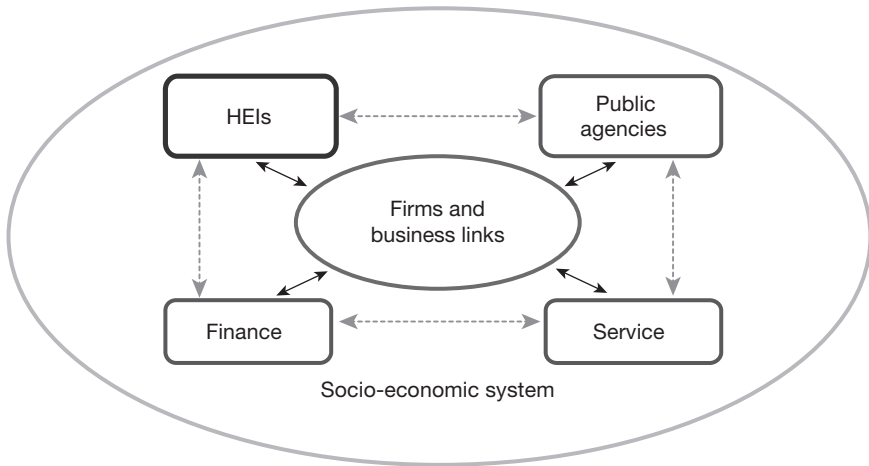 HEIs
Public
agencies
Firms and
business links
Finance
Service
Socio-economic system